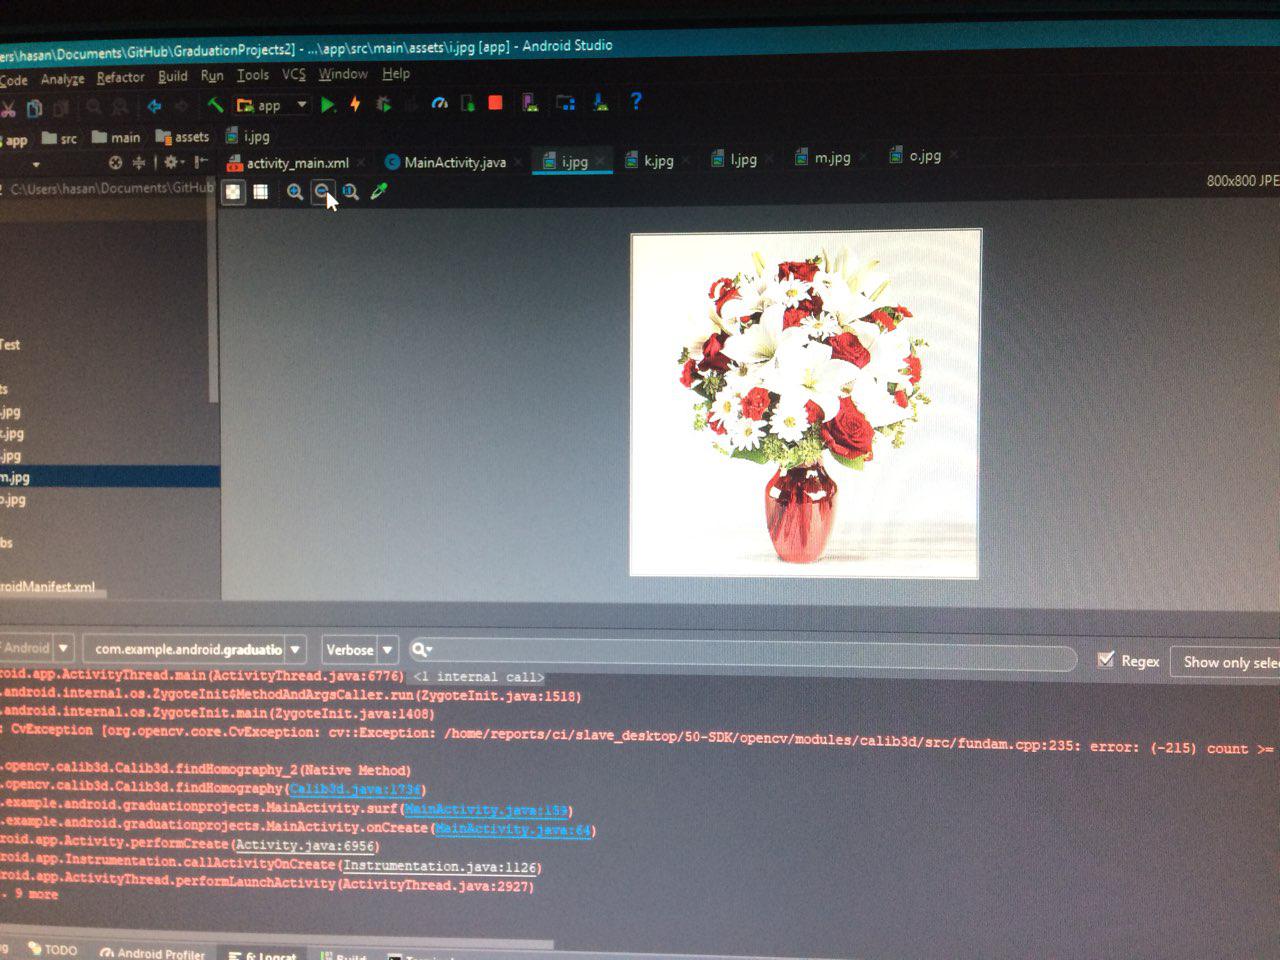 ers\hasan\Documents\GitHub\GraduationProjects2] - ...\app\src\main\assets\i.jpg [app] - Android Studio
Code Analyze Refactor Build Run Tools VCS Window Help
app
app src main assets i.jpg
activity_main.xml MainActivity.java i.jpg k.jpg l.jpg m.jpg o.jpg
C:\Users\hasan\Documents\GitHub
800x800 JPE
Test
ts
.jpg
k.jpg
.jpg
m.jpg
o.jpg
bs
roidManifest.xml
Android com.example.android.graduatio Verbose Regex Show only selec
roid.app.ActivityThread.main(ActivityThread.java:6776) <1 internal call>
.android.internal.os.ZygoteInit$MethodAndArgsCaller.run(ZygoteInit.java:1518)
.android.internal.os.ZygoteInit.main(ZygoteInit.java:1408)
: CvException [org.opencv.core.CvException: cv::Exception: /home/reports/ci/slave_desktop/50-SDK/opencv/modules/calib3d/src/fundam.cpp:235: error: (-215) count >=
.opencv.calib3d.Calib3d.findHomography_2(Native Method)
.opencv.calib3d.Calib3d.findHomography(Calib3d.java:1736)
.example.android.graduationprojects.MainActivity.surf(MainActivity.java:159)
.example.android.graduationprojects.MainActivity.onCreate(MainActivity.java:64)
roid.app.Activity.performCreate(Activity.java:6956)
roid.app.Instrumentation.callActivityOnCreate(Instrumentation.java:1126)
roid.app.ActivityThread.performLaunchActivity(ActivityThread.java:2927)
.. 9 more
TODO Android Profiler 6: Logcat Build Termin